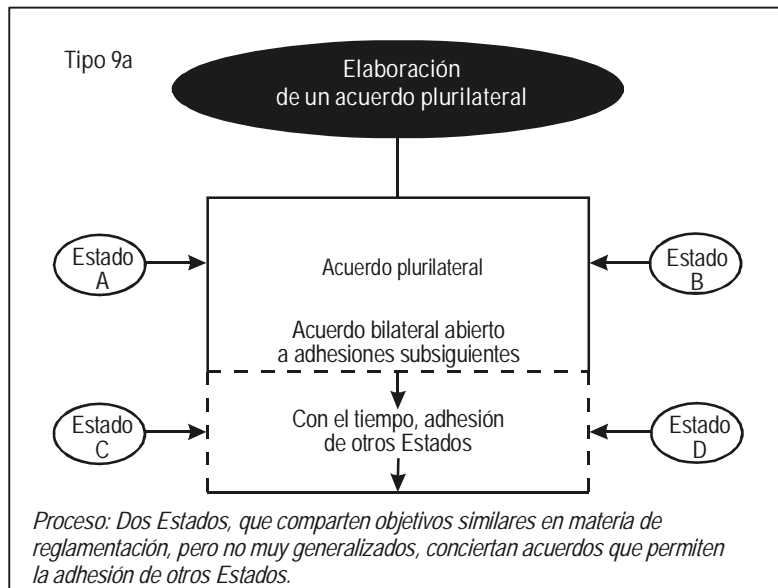 Tipo 9a
Elaboración
de un acuerdo plurilateral
Estado
A
Acuerdo plurilateral
Estado
B
Acuerdo bilateral abierto
a adhesiones subsiguientes
Estado
C
Con el tiempo, adhesión
de otros Estados
Estado
D
Proceso: Dos Estados, que comparten objetivos similares en materia de
reglamentación, pero no muy generalizados, conciertan acuerdos que permiten
la adhesión de otros Estados.